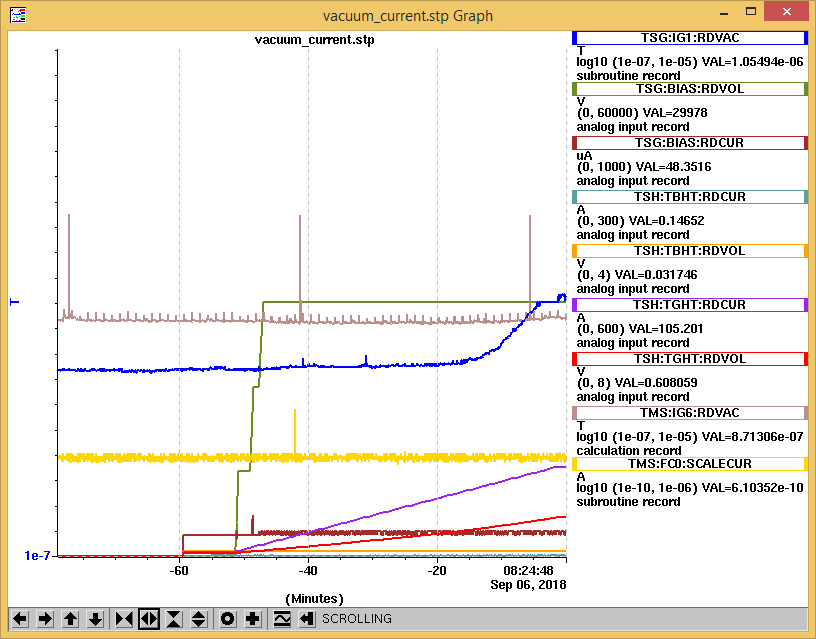 vacuum_current.stp Graph
vacuum_current.stp
T
1e-7
-60
-40
-20
08:24:48
Sep 06, 2018
(Minutes)
TSG:IG1:RDVAC
T
log10 (1e-07, 1e-05) VAL=1.05494e-06
subroutine record
TSG:BIAS:RDVOL
V
(0, 60000) VAL=29978
analog input record
TSG:BIAS:RDCUR
uA
(0, 1000) VAL=48.3516
analog input record
TSH:TBHT:RDCUR
A
(0, 300) VAL=0.14652
analog input record
TSH:TBHT:RDVOL
V
(0, 4) VAL=0.031746
analog input record
TSH:TGHT:RDCUR
A
(0, 600) VAL=105.201
analog input record
TSH:TGHT:RDVOL
V
(0, 8) VAL=0.608059
analog input record
TMS:IG6:RDVAC
T
log10 (1e-07, 1e-05) VAL=8.71306e-07
calculation record
TMS:FC0:SCALECUR
A
log10 (1e-10, 1e-06) VAL=6.10352e-10
subroutine record
SCROLLING